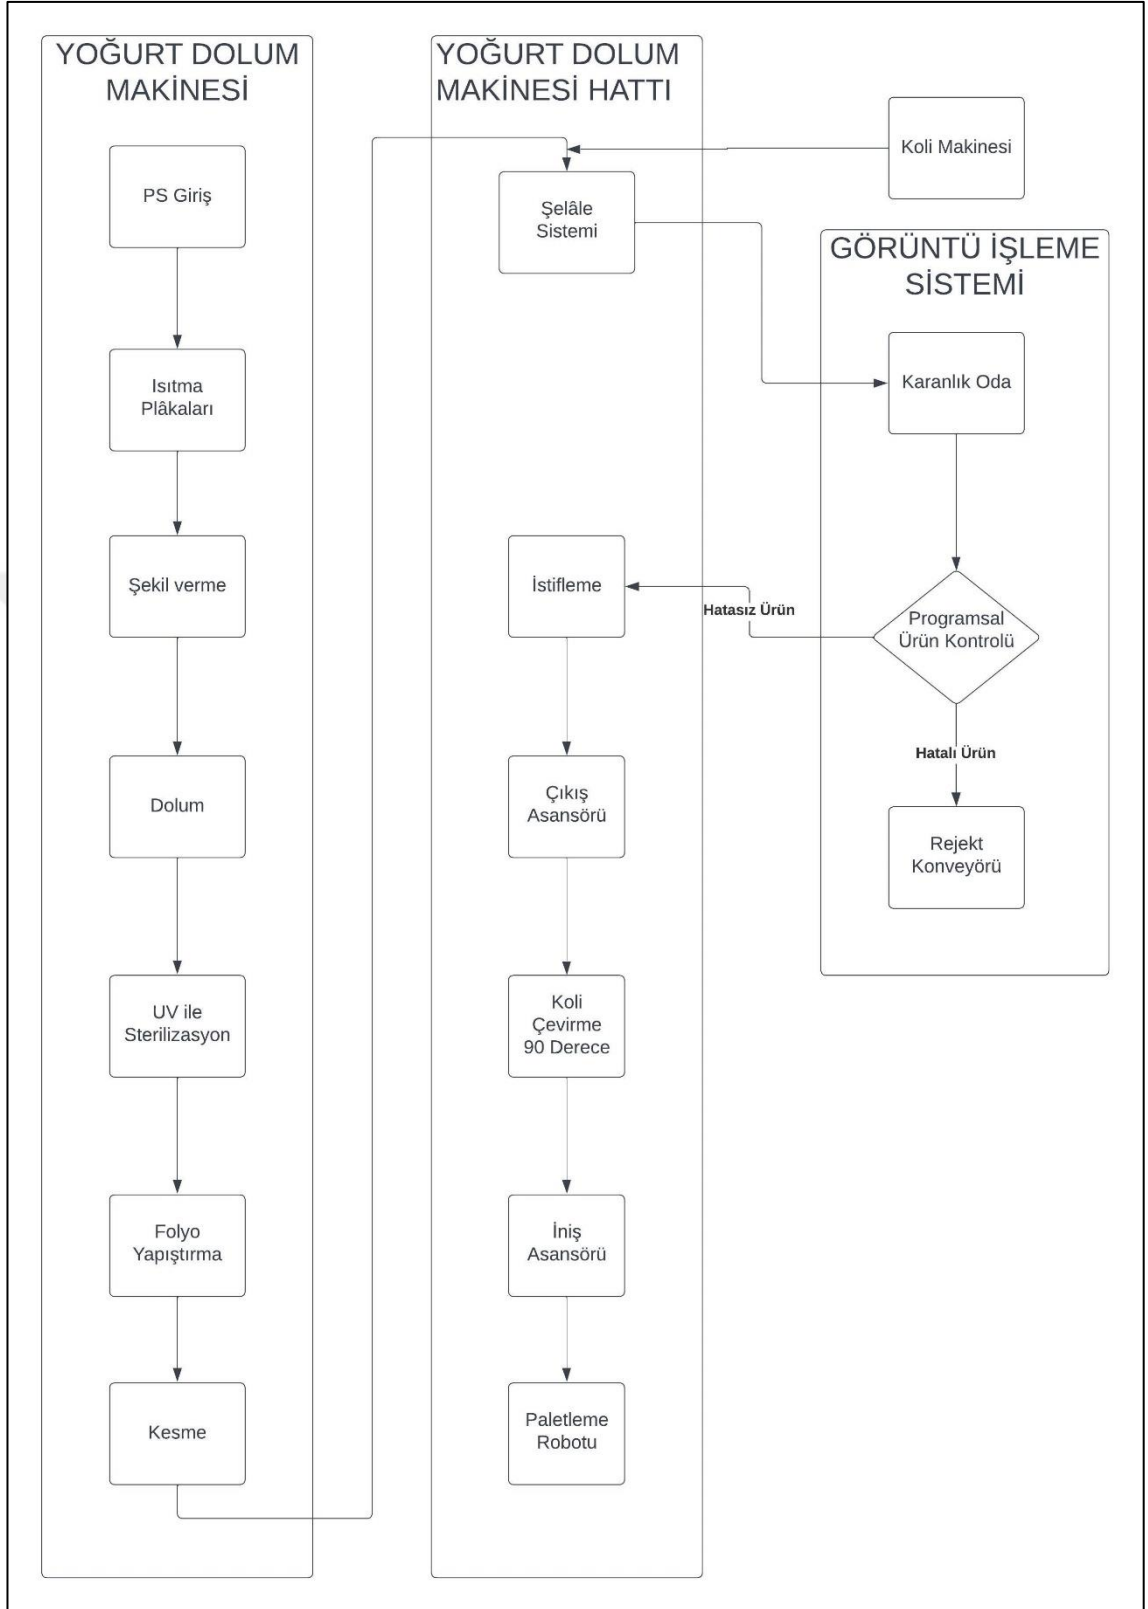 YOĞURT DOLUM
MAKİNESİ
PS Giriş
Isıtma
Plâkaları
Şekil verme
Dolum
UV ile
Sterilizasyon
Folyo
Yapıştırma
Kesme
YOĞURT DOLUM
MAKİNESİ HATTI
Şelâle
Sistemi
İstifleme
Çıkış
Asansörü
Koli
Çevirme
90 Derece
İniş
Asansörü
Paletleme
Robotu
Koli Makinesi
GÖRÜNTÜ İŞLEME
SİSTEMİ
Karanlık Oda
Programsal
Ürün Kontrolü
Hatasız Ürün
Hatalı Ürün
Rejekt
Konveyörü